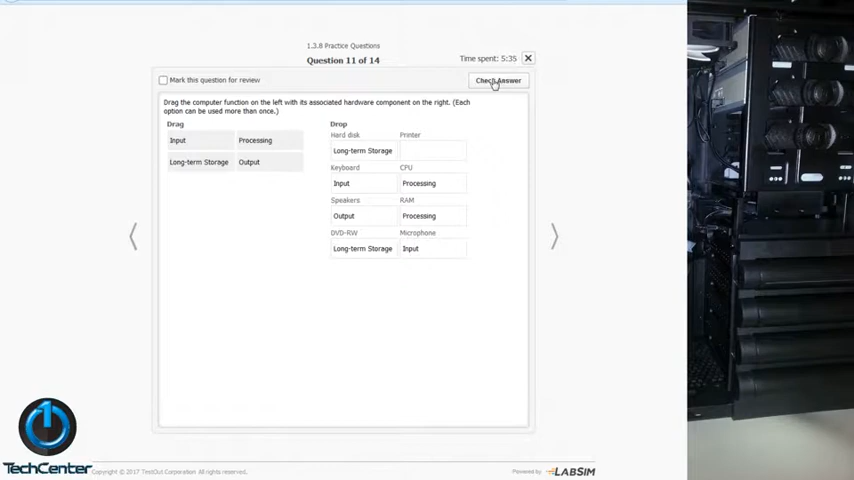 1.3.8 Practice Questions
Question 11 of 14
Time spent: 5:35
Mark this question for review
Check Answer
Drag the computer function on the left with its associated hardware component on the right. (Each
option can be used more than once.)
Drag
Input Processing
Long-term Storage Output
Drop
Hard disk Printer
Long-term Storage
Keyboard CPU
Input Processing
Speakers RAM
Output Processing
DVD-RW Microphone
Long-term Storage Input
TechCenter
Copyright © 2017 TestOut Corporation All rights reserved.
Powered by LABSIM